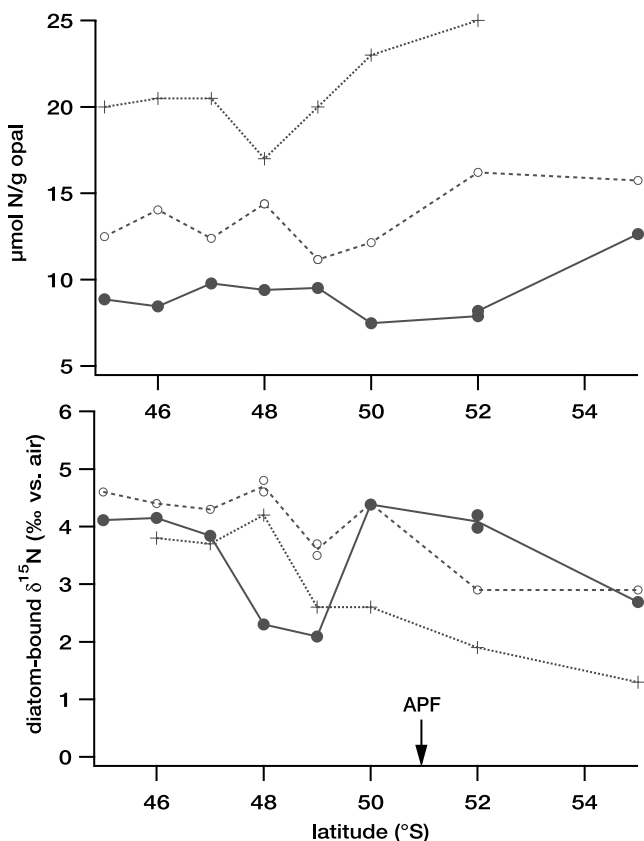 25
20
15
10
5
µmol N/g opal
46 48 50 52 54
6
5
4
3
2
1
0
diatom-bound δ¹⁵N (‰ vs. air)
APF
46 48 50 52 54
latitude (°S)